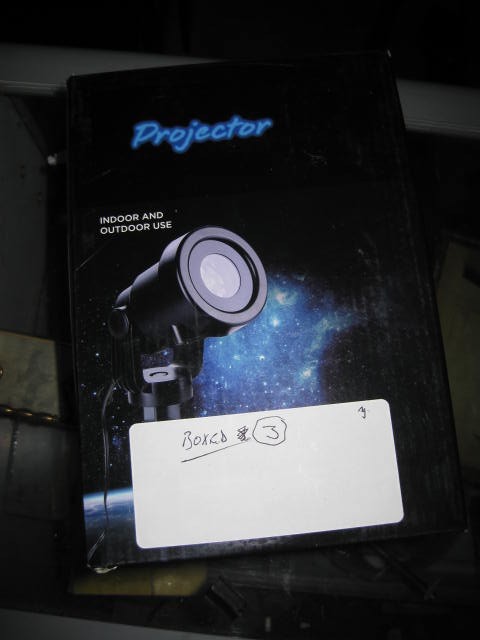 Projector
INDOOR AND
OUTDOOR USE
BOXED 3